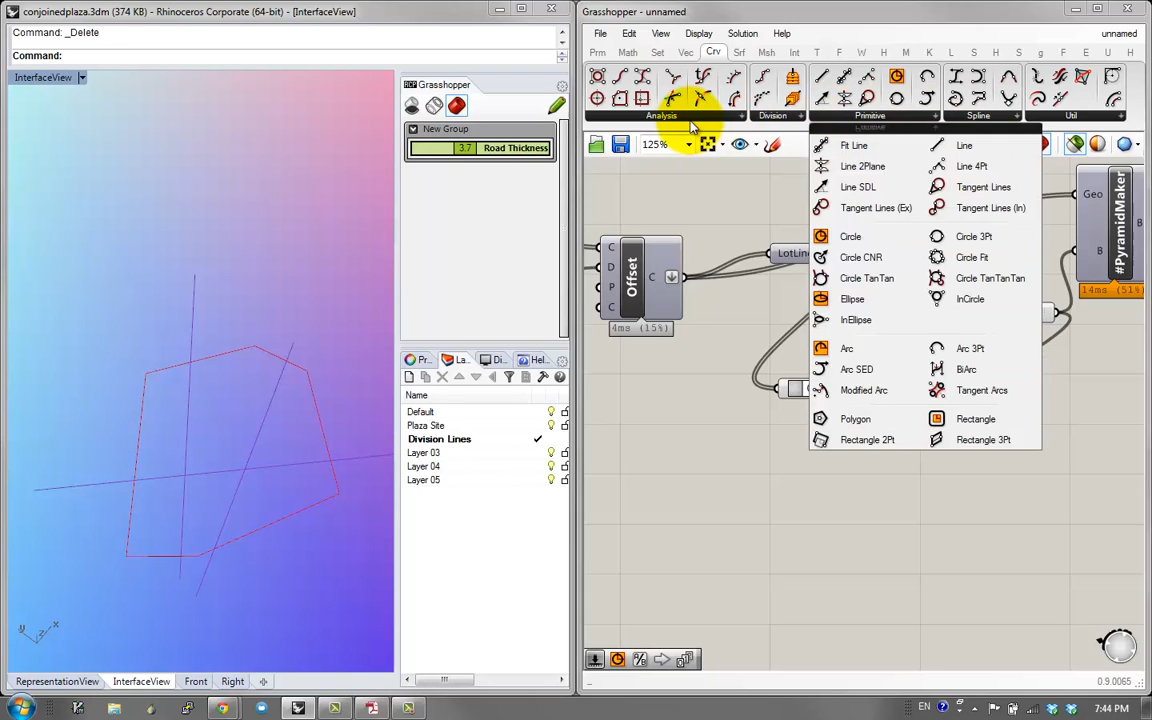 conjoinedplaza.3dm (374 KB) - Rhinoceros Corporate (64-bit) - [InterfaceView]
Command: _Delete
Command:
InterfaceView
Grasshopper
New Group
3.7 Road Thickness
Pr...
La...
Di...
Hel...
Name
Default
Plaza Site
Division Lines
Layer 03
Layer 04
Layer 05
y
z
x
RepresentationView
InterfaceView
Front
Right
Grasshopper - unnamed
File
Edit
View
Display
Solution
Window
Help
unnamed
Prm
Math
Set
Vec
Crv
Srf
Msh
Int
T
F
W
H
M
K
S
g
f
E
U
H
Analysis
Division
Primitive
Spline
Util
125%
Fit Line
Line
Line 2Plane
Line 4Pt
Line SDL
Tangent Lines
Tangent Lines (Ex)
Tangent Lines (In)
Circle
Circle 3Pt
Circle CNR
Circle Fit
Circle TanTan
Circle TanTanTan
Ellipse
InCircle
InEllipse
Arc
Arc 3Pt
Arc SED
BiArc
Modified Arc
Tangent Arcs
Polygon
Rectangle
Rectangle 2Pt
Rectangle 3Pt
C
D
P
C
Offset
C
4ms (15%)
LotLin
Geo
B
#PyramidMaker
14ms (51%)
0.9.0065
EN
7:44 PM